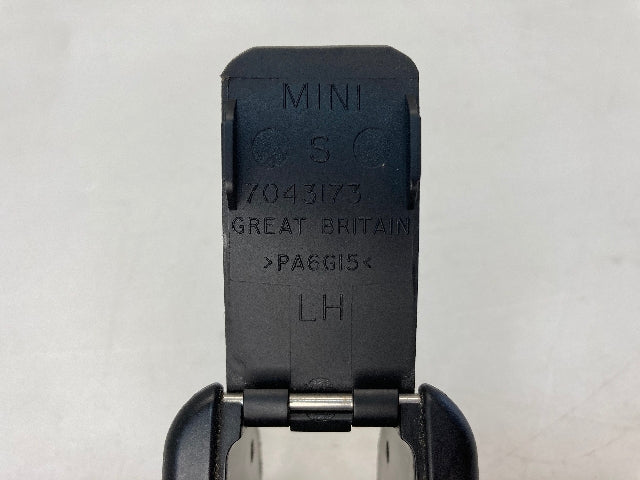 MINI
S
7043173
GREAT BRITAIN
>PA6GI5<
LH